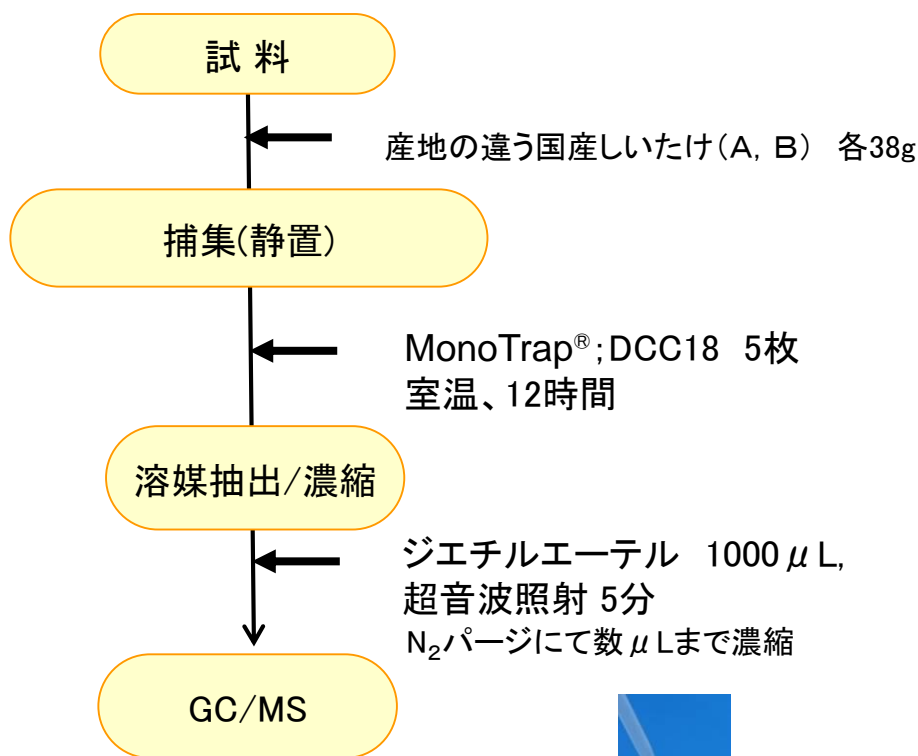 試 料
産地の違う国産しいたけ(A, B) 各38g
捕集(静置)
MonoTrap®;DCC18 5枚
室温、12時間
溶媒抽出/濃縮
ジエチルエーテル 1000μL,
超音波照射 5分
N₂パージにて数μLまで濃縮
GC/MS